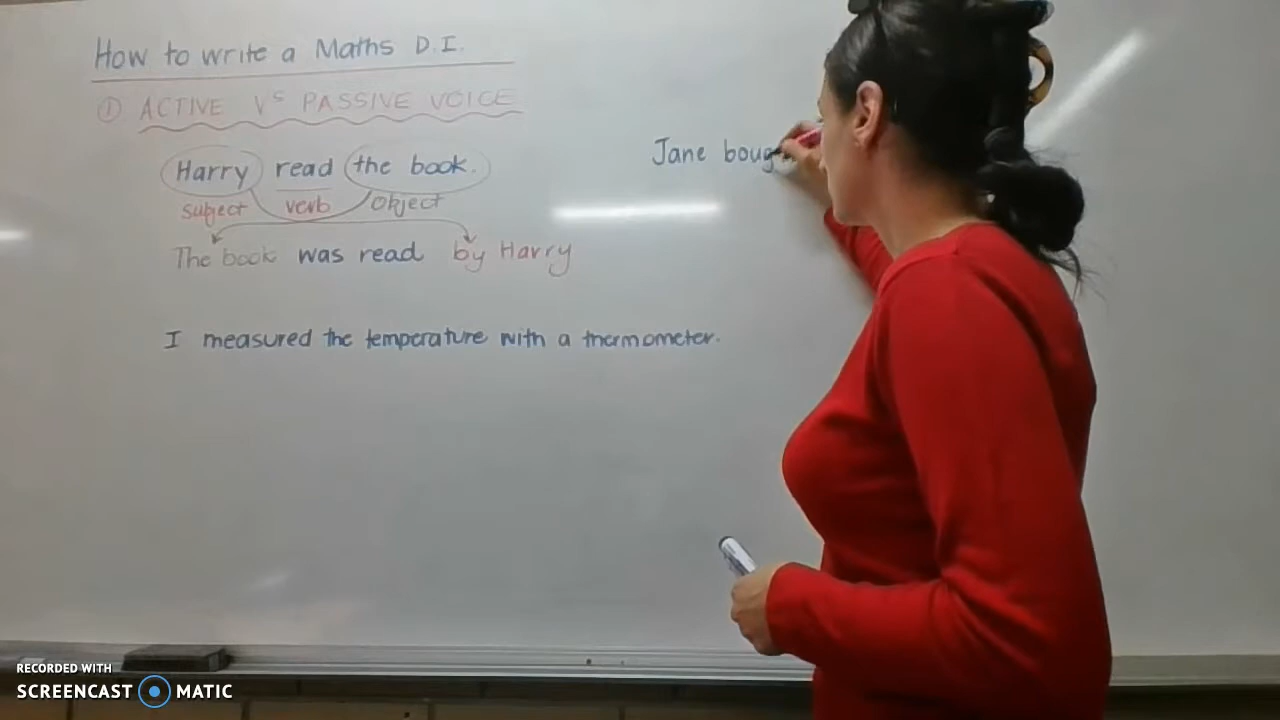 How to write a Maths D.I.
① ACTIVE Vs PASSIVE VOICE
Harry read the book.
subject verb object
The book was read by Harry
I measured the temperature with a thermometer.
Jane boug
RECORDED WITH
SCREENCAST MATIC